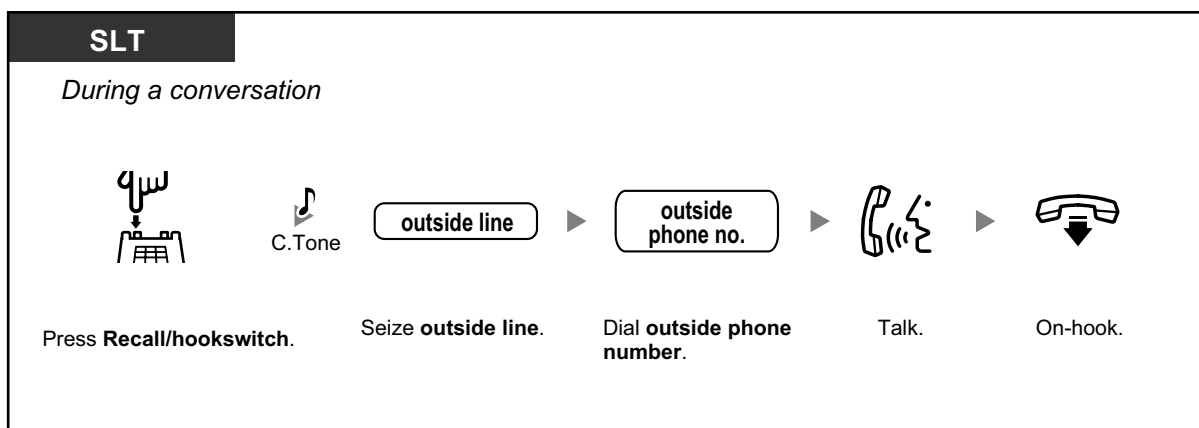 SLT
During a conversation
C.Tone
outside line
outside
phone no.
Press Recall/hookswitch.
Seize outside line.
Dial outside phone
number.
Talk.
On-hook.